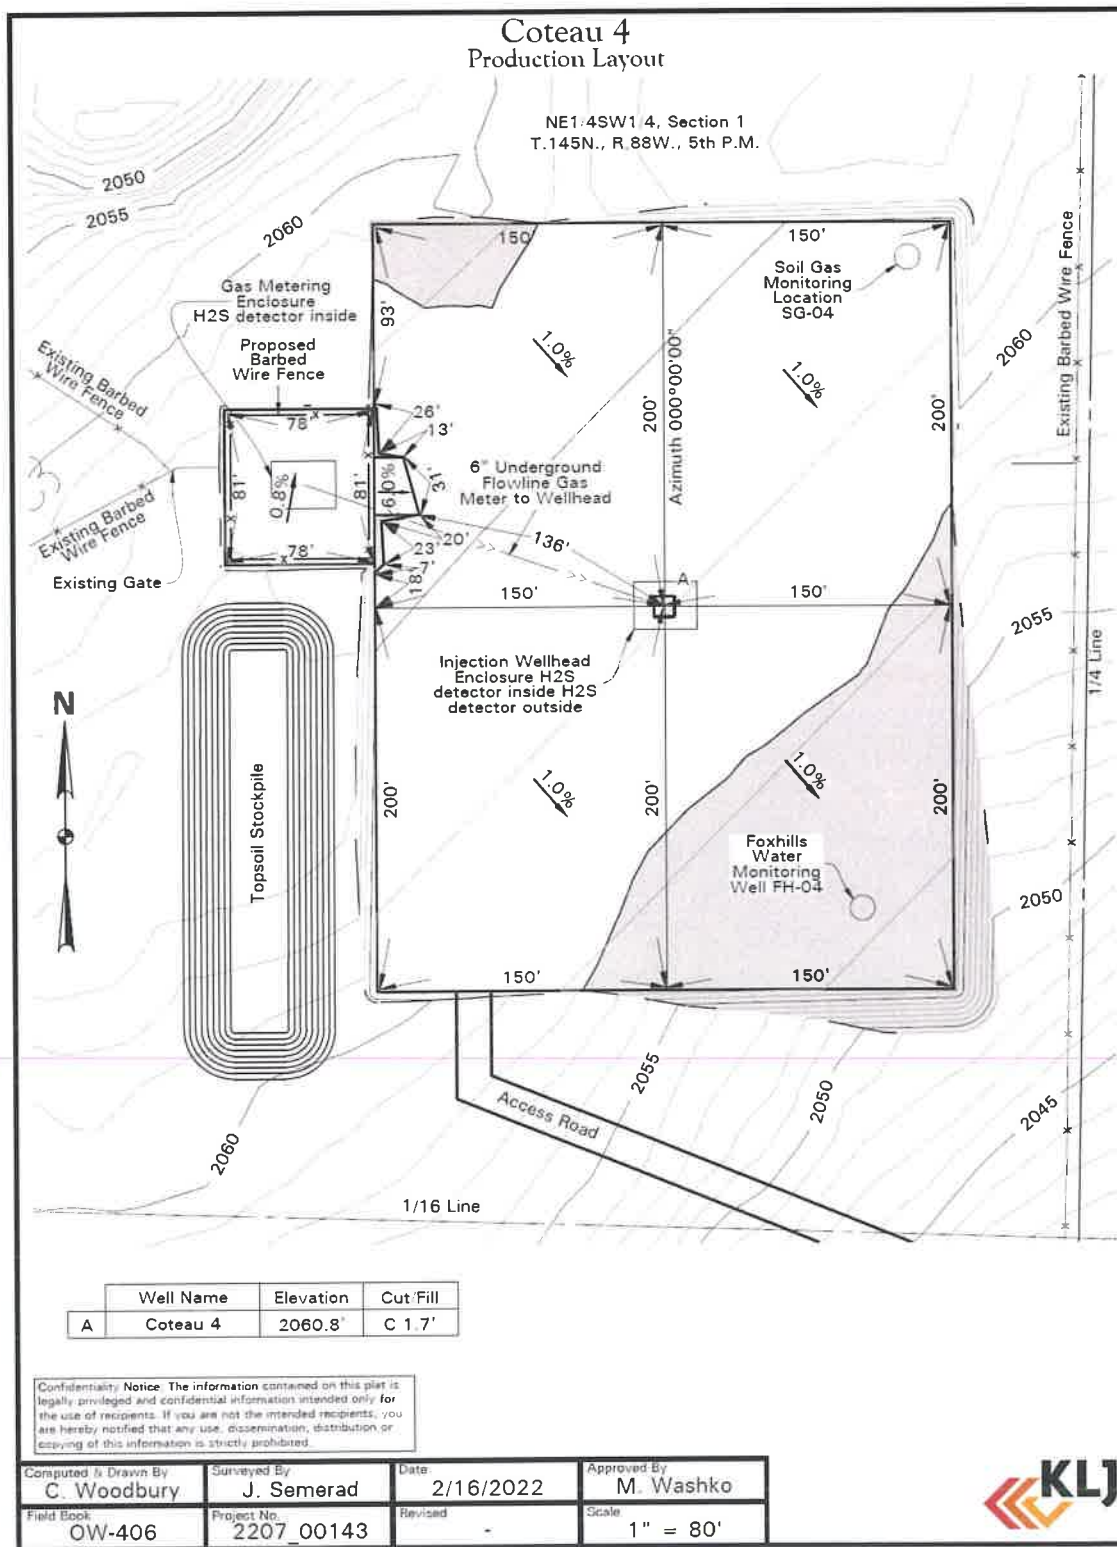 Coteau 4
Production Layout
NE1/4SW1/4, Section 1
T.145N., R.88W., 5th P.M.
2050
2055
2060
150'
150'
Soil Gas
Monitoring
Location
SG-04
Existing Barbed Wire Fence
Gas Metering
Enclosure
H2S detector inside
93'
Proposed
Barbed
Wire Fence
1.0%
1.0%
2060
Azimuth 000°00'00"
200'
200'
Existing Barbed
Wire Fence
78'
26'
13'
81'
0.8%
81'
6.0%
31'
6" Underground
Flowline Gas
Meter to Wellhead
Existing Barbed
Wire Fence
78'
20'
23'
7'
18'
136'
Existing Gate
A
150'
150'
2055
1/4 Line
Injection Wellhead
Enclosure H2S
detector inside H2S
detector outside
N
Topsoil Stockpile
200'
1.0%
200'
1.0%
200'
Foxhills
Water
Monitoring
Well FH-04
2050
150'
150'
2055
2050
2045
Access Road
2060
1/16 Line
Well Name Elevation Cut/Fill
A Coteau 4 2060.8' C 1.7'
Confidentiality Notice: The information contained on this plat is
legally privileged and confidential information intended only for
the use of recipients. If you are not the intended recipients, you
are hereby notified that any use, dissemination, distribution or
copying of this information is strictly prohibited.
Computed & Drawn By
C. Woodbury
Surveyed By
J. Semerad
Date
2/16/2022
Approved By
M. Washko
Field Book
OW-406
Project No.
2207_00143
Revised
-
Scale
1" = 80'
KLJ